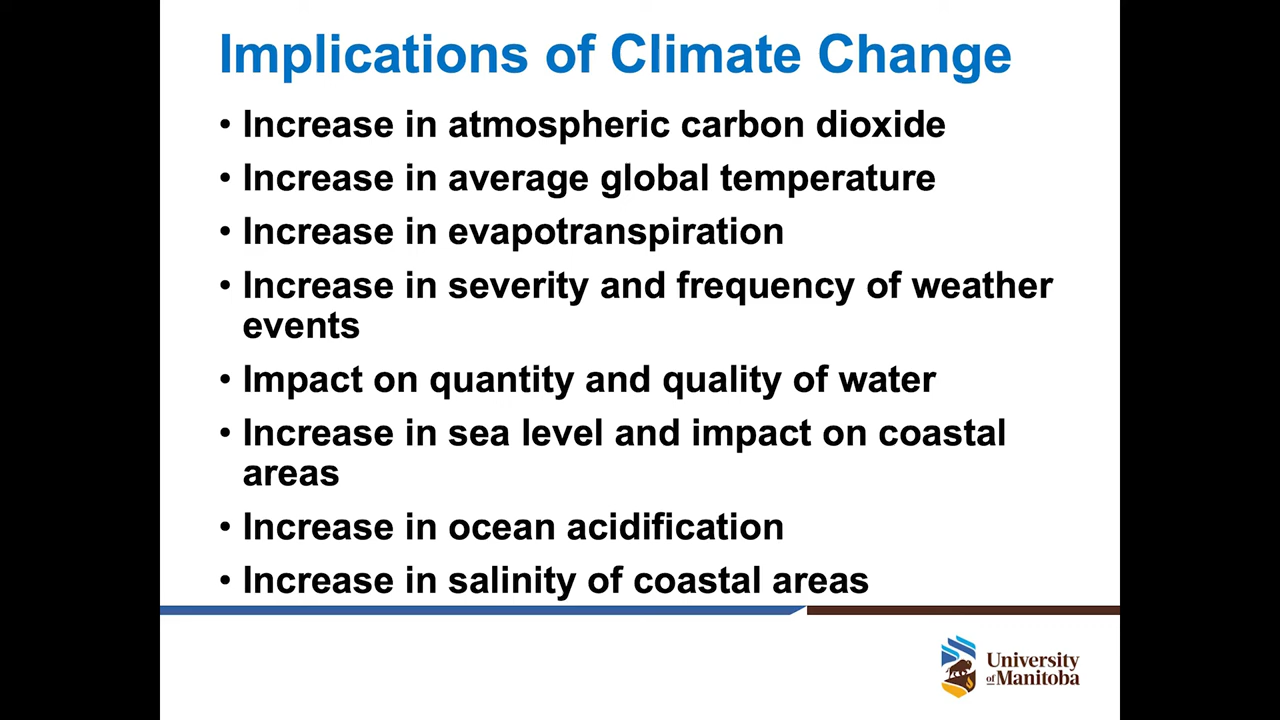 Implications of Climate Change
• Increase in atmospheric carbon dioxide
• Increase in average global temperature
• Increase in evapotranspiration
• Increase in severity and frequency of weather
events
• Impact on quantity and quality of water
• Increase in sea level and impact on coastal
areas
• Increase in ocean acidification
• Increase in salinity of coastal areas
University
of Manitoba